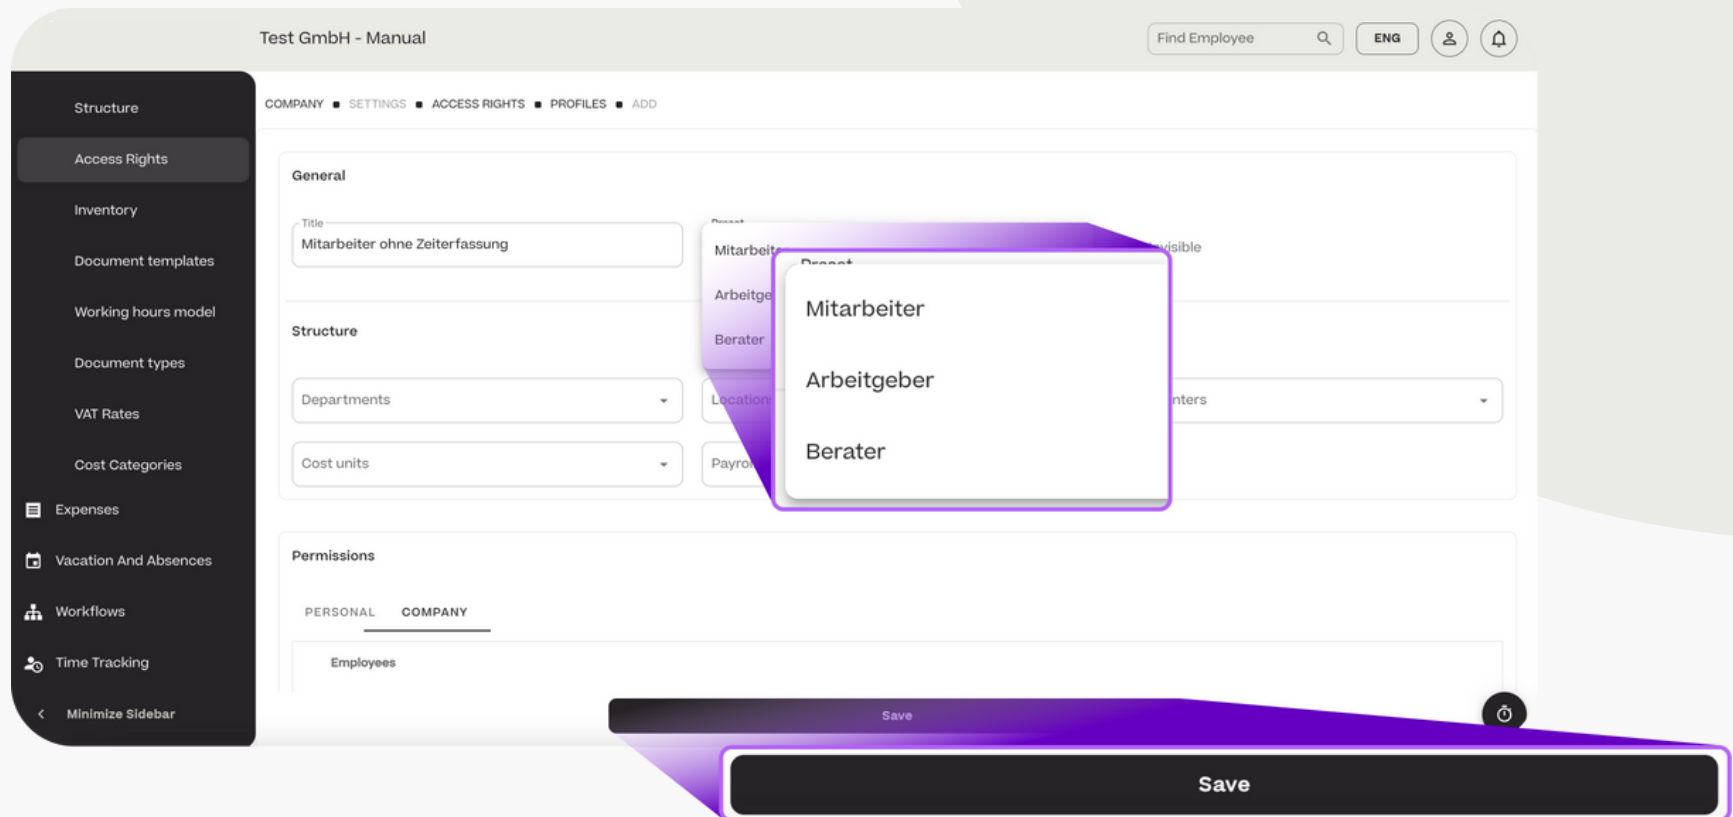 Test GmbH - Manual
Find Employee
ENG
Structure
Access Rights
Inventory
Document templates
Working hours model
Document types
VAT Rates
Cost Categories
Expenses
Vacation And Absences
Workflows
Time Tracking
Minimize Sidebar
COMPANY ■ SETTINGS ■ ACCESS RIGHTS ■ PROFILES ■ ADD
General
Title
Mitarbeiter ohne Zeiterfassung
Preset
Mitarbeiter
Arbeitge
Berater
Preset
Mitarbeiter
Arbeitgeber
Berater
visible
Structure
Departments
Location
nters
Cost units
Payro
Permissions
PERSONAL COMPANY
Employees
Save
Save